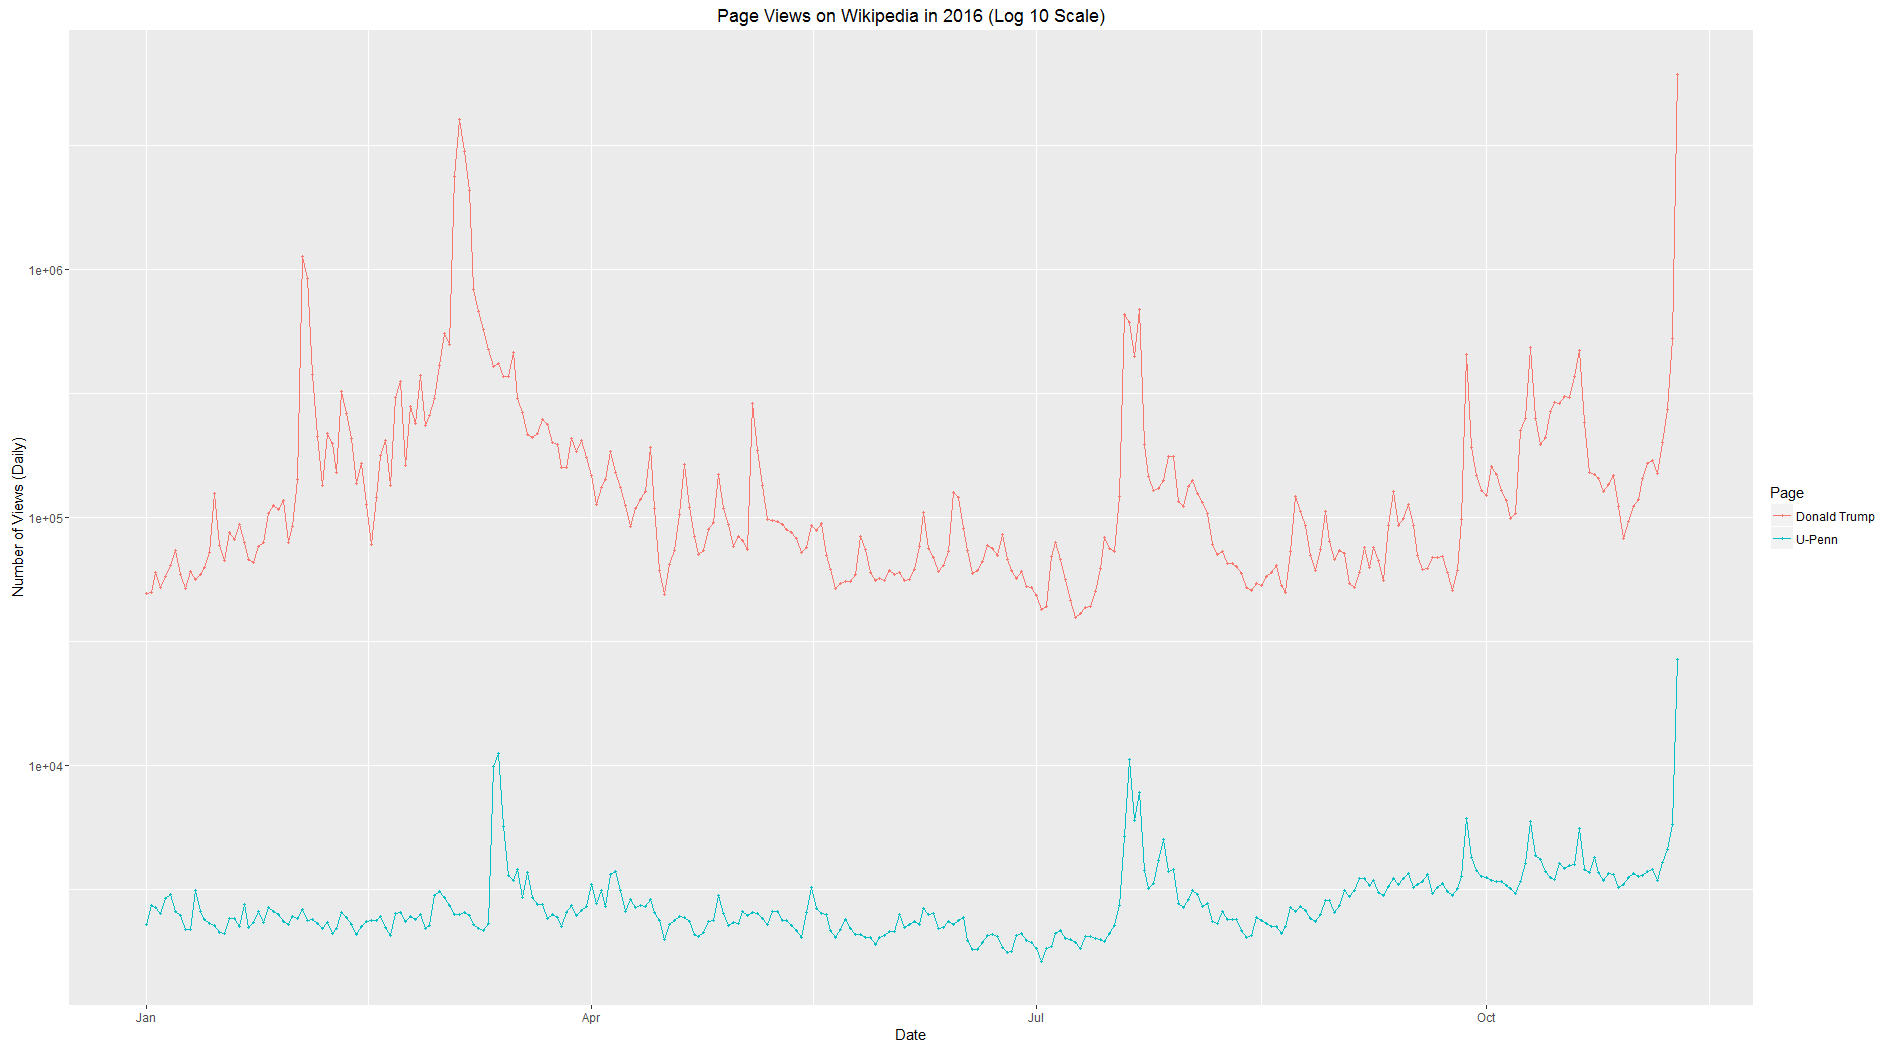 Page Views on Wikipedia in 2016 (Log 10 Scale)
Number of Views (Daily)
1e+06
1e+05
1e+04
Jan
Apr
Jul
Oct
Date
Page
Donald Trump
U-Penn